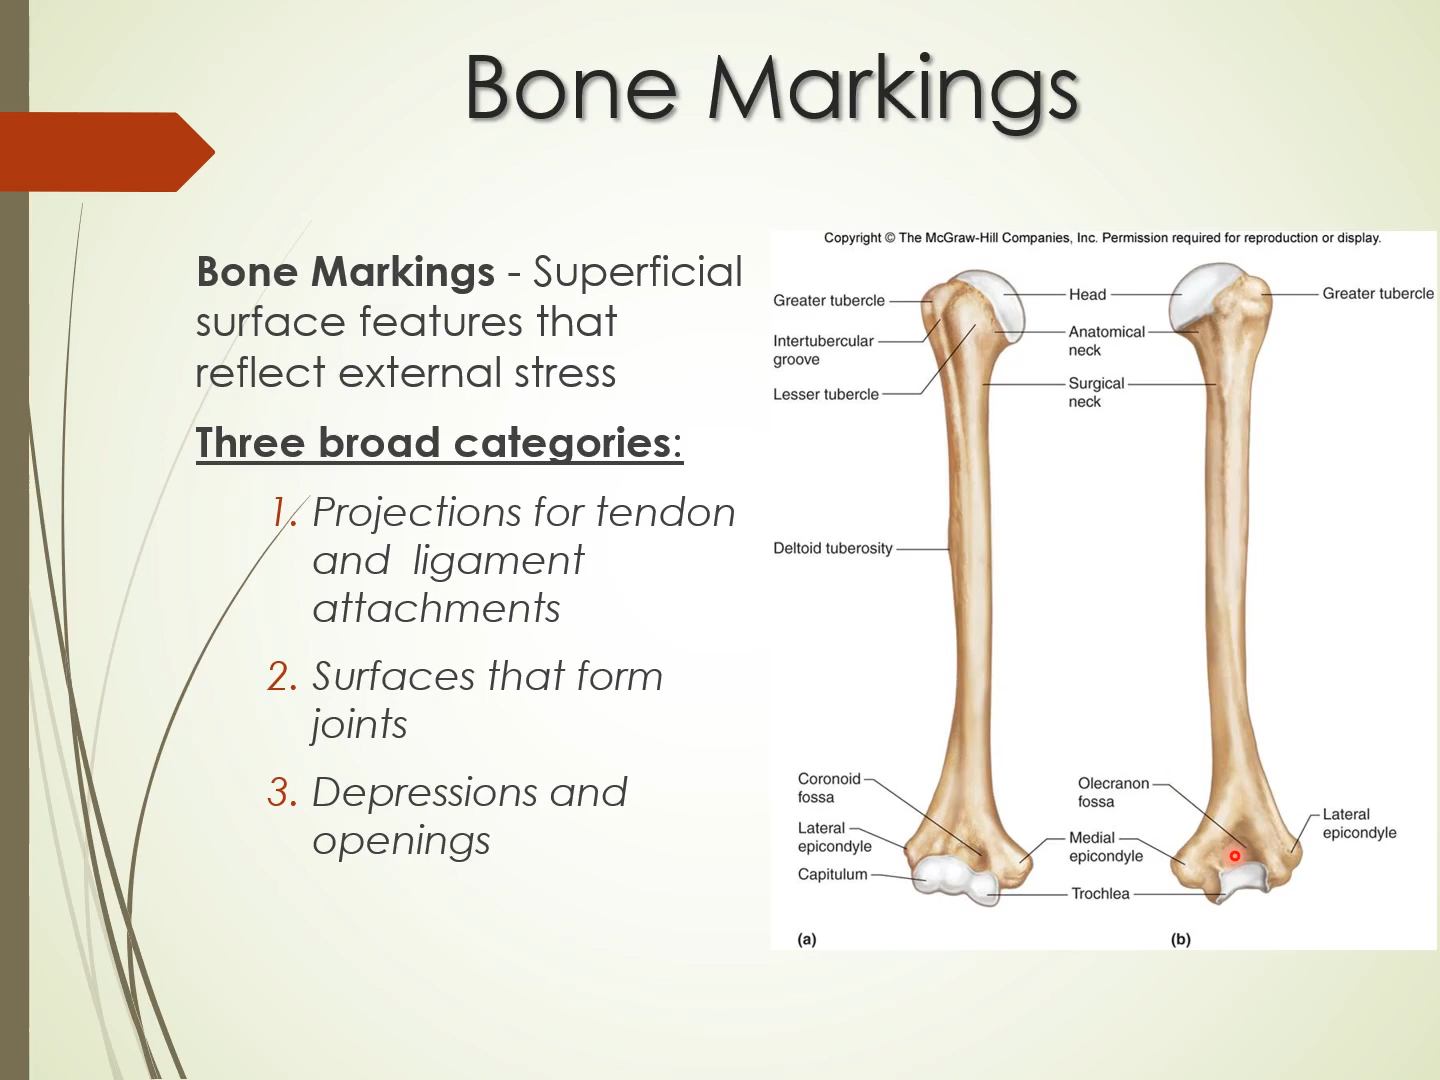 Bone Markings
Bone Markings - Superficial
surface features that
reflect external stress
Three broad categories:
1. Projections for tendon
and  ligament
attachments
2. Surfaces that form
joints
3. Depressions and
openings
Copyright © The McGraw-Hill Companies, Inc. Permission required for reproduction or display.
Greater tubercle
Intertubercular
groove
Lesser tubercle
Deltoid tuberosity
Coronoid
fossa
Lateral
epicondyle
Capitulum
(a)
Head
Anatomical
neck
Surgical
neck
Olecranon
fossa
Medial
epicondyle
Trochlea
(b)
Greater tubercle
Lateral
epicondyle